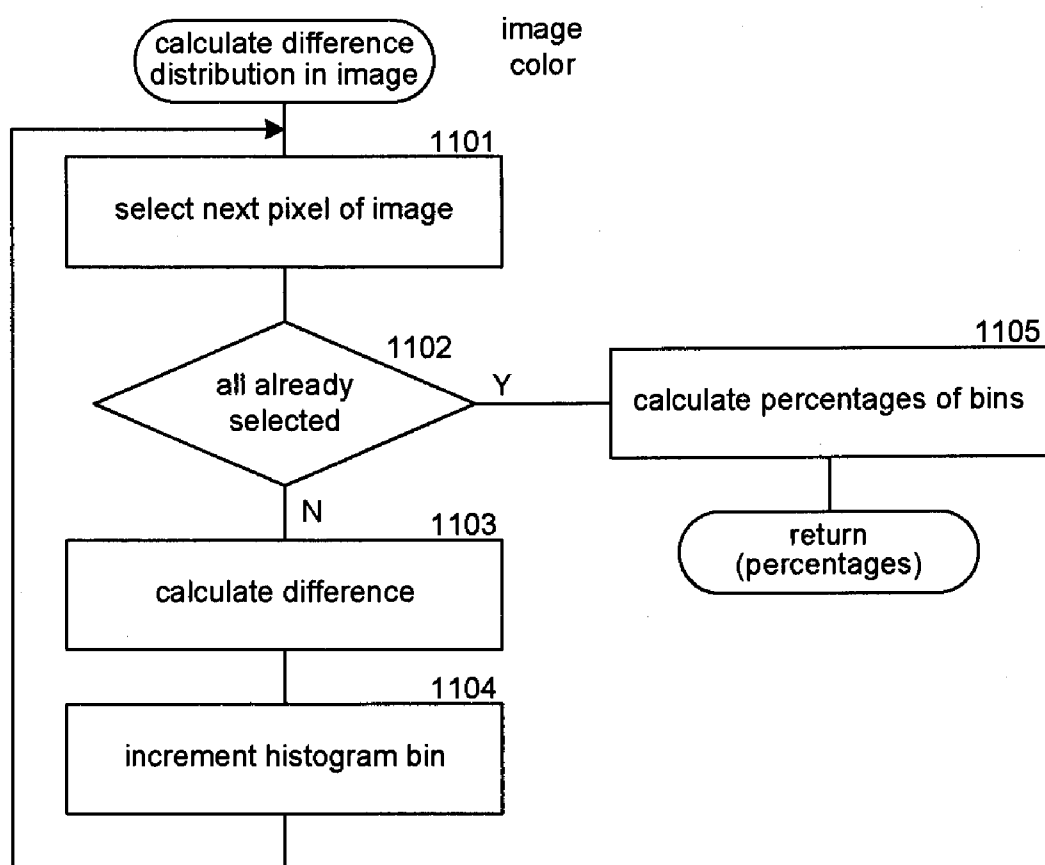 calculate difference
distribution in image
image
color
1101
select next pixel of image
1102
all already
selected
Y
N
1103
calculate difference
1104
increment histogram bin
1105
calculate percentages of bins
return
(percentages)